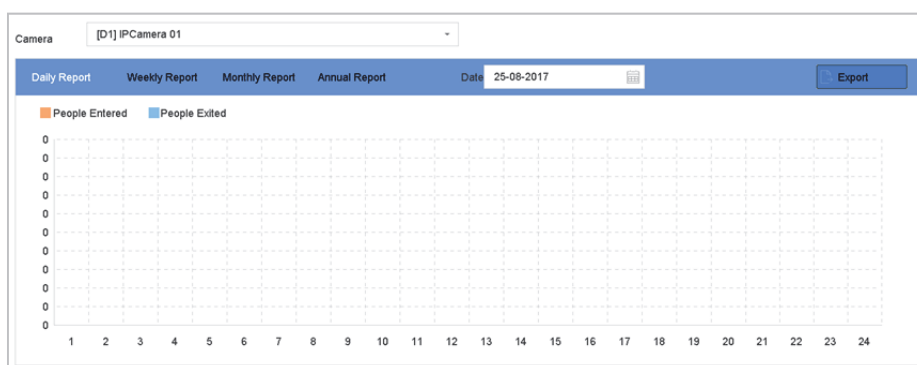 Camera [D1] IPCamera 01
Daily Report Weekly Report Monthly Report Annual Report Date 25-08-2017 Export
People Entered People Exited
0
0
0
0
0
0
0
0
0
0
0
1 2 3 4 5 6 7 8 9 10 11 12 13 14 15 16 17 18 19 20 21 22 23 24